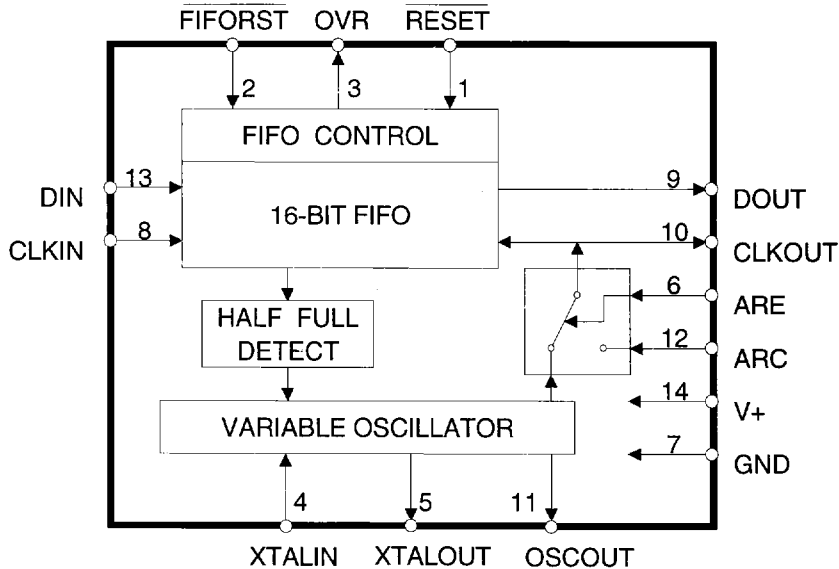 FIFORST OVR RESET
2 3 1
FIFO CONTROL
DIN 13 9 DOUT
16-BIT FIFO
CLKIN 8 10 CLKOUT
6 ARE
HALF FULL
DETECT
12 ARC
14 V+
VARIABLE OSCILLATOR
7 GND
4 5 11
XTALIN XTALOUT OSCOUT